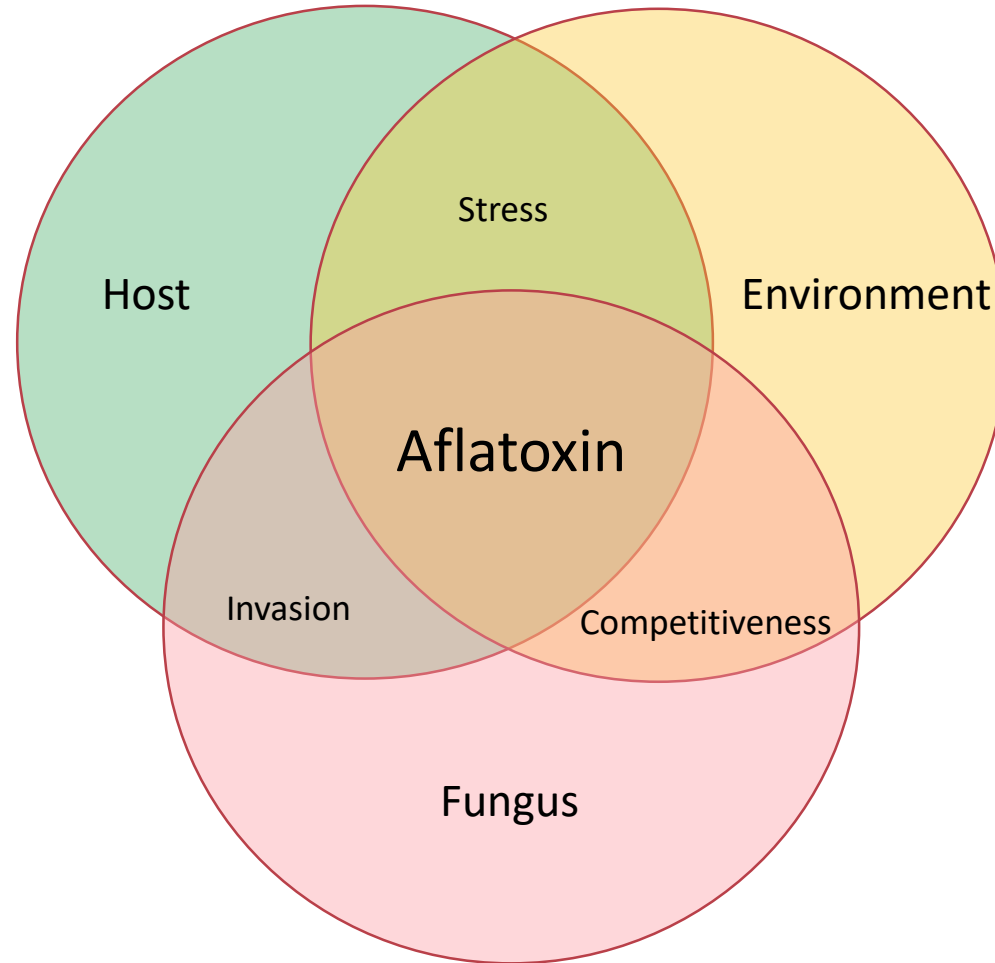 Stress
Host
Environment
Aflatoxin
Invasion
Competitiveness
Fungus